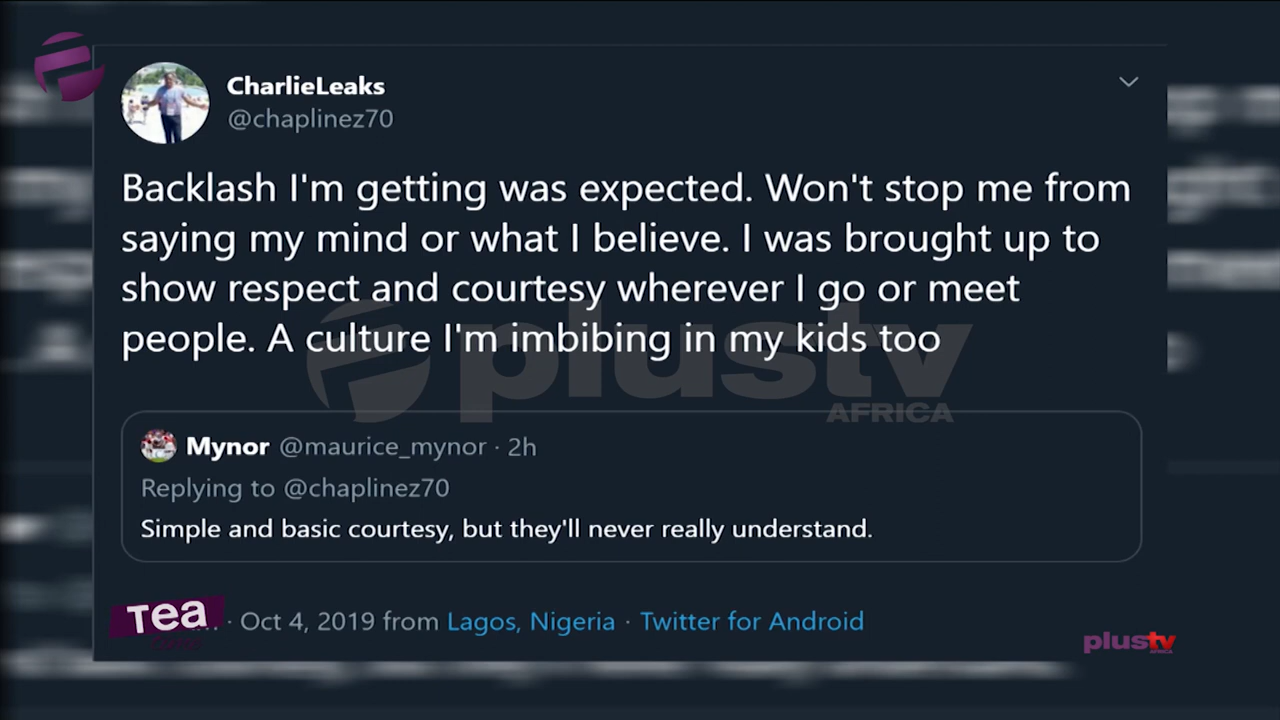 CharlieLeaks
@chaplinez70
Backlash I'm getting was expected. Won't stop me from
saying my mind or what I believe. I was brought up to
show respect and courtesy wherever I go or meet
people. A culture I'm imbibing in my kids too
plustv
AFRICA
Mynor @maurice_mynor · 2h
Replying to @chaplinez70
Simple and basic courtesy, but they'll never really understand.
Tea
· Oct 4, 2019 from Lagos, Nigeria · Twitter for Android
plustv
AFRICA